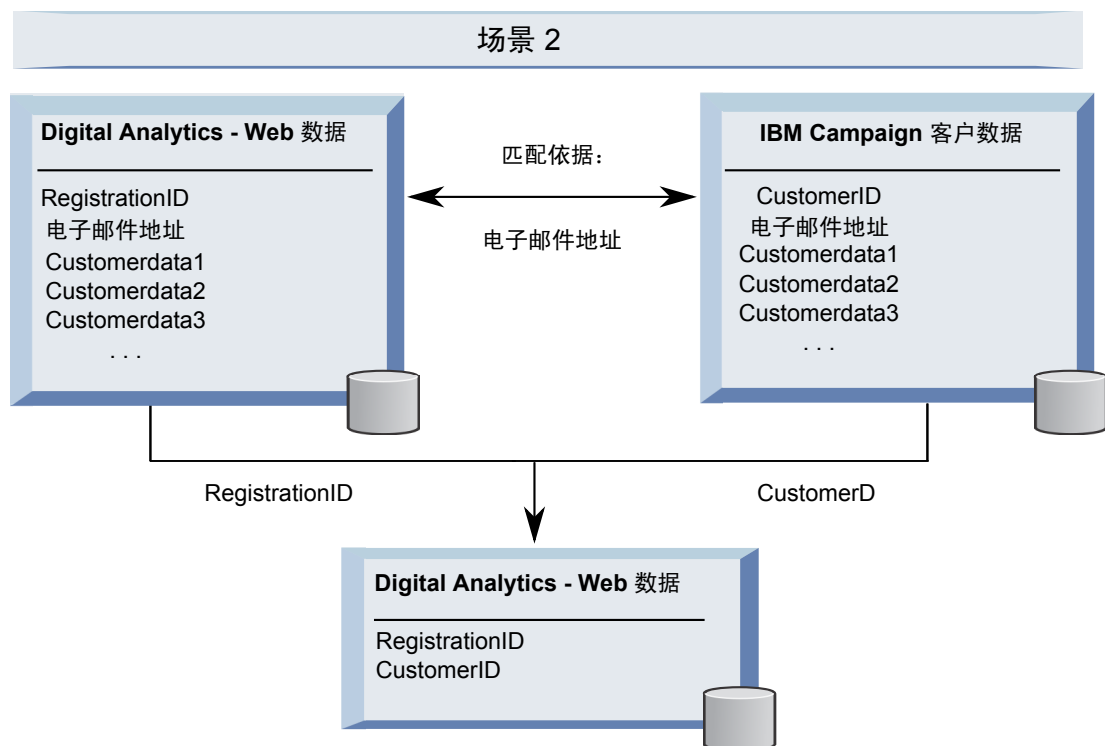 场景 2
Digital Analytics - Web 数据
RegistrationID
电子邮件地址
Customerdata1
Customerdata2
Customerdata3
. . .
匹配依据：
电子邮件地址
IBM Campaign 客户数据
CustomerID
电子邮件地址
Customerdata1
Customerdata2
Customerdata3
. . .
RegistrationID
CustomerD
Digital Analytics - Web 数据
RegistrationID
CustomerID